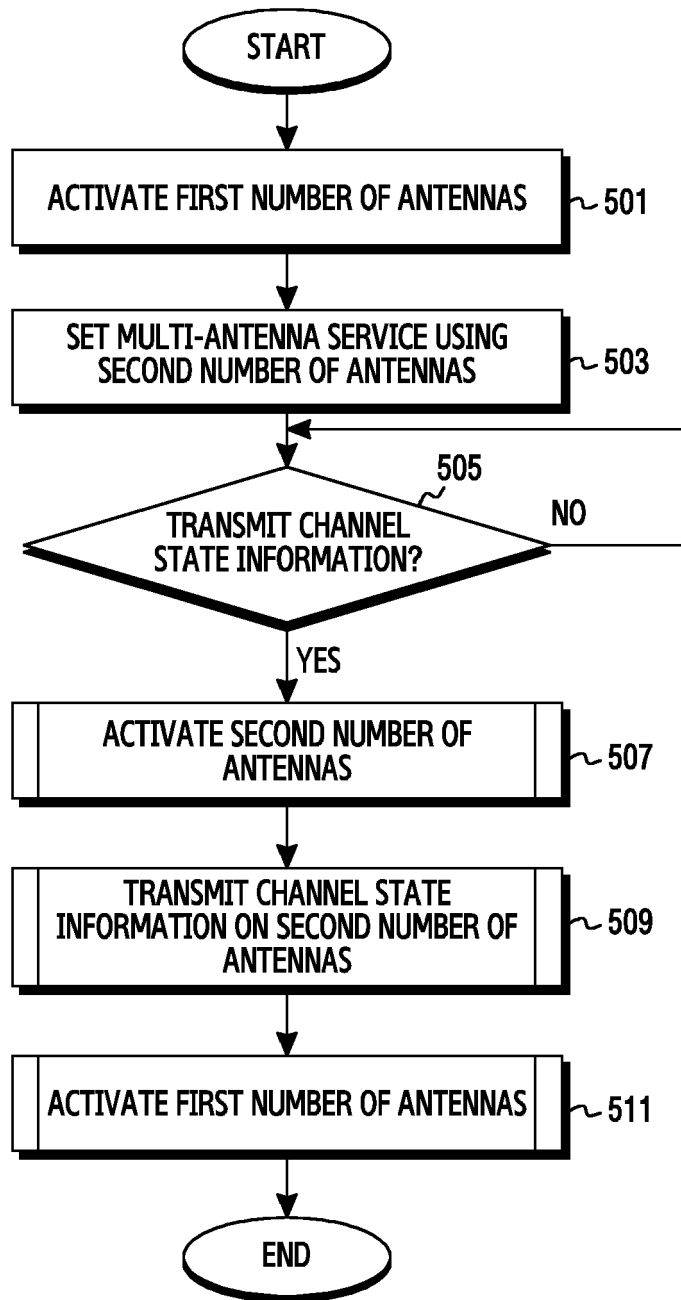 START
ACTIVATE FIRST NUMBER OF ANTENNAS
501
SET MULTI-ANTENNA SERVICE USING
SECOND NUMBER OF ANTENNAS
503
505
TRANSMIT CHANNEL
STATE INFORMATION?
NO
YES
ACTIVATE SECOND NUMBER OF
ANTENNAS
507
TRANSMIT CHANNEL STATE
INFORMATION ON SECOND NUMBER OF
ANTENNAS
509
ACTIVATE FIRST NUMBER OF ANTENNAS
511
END